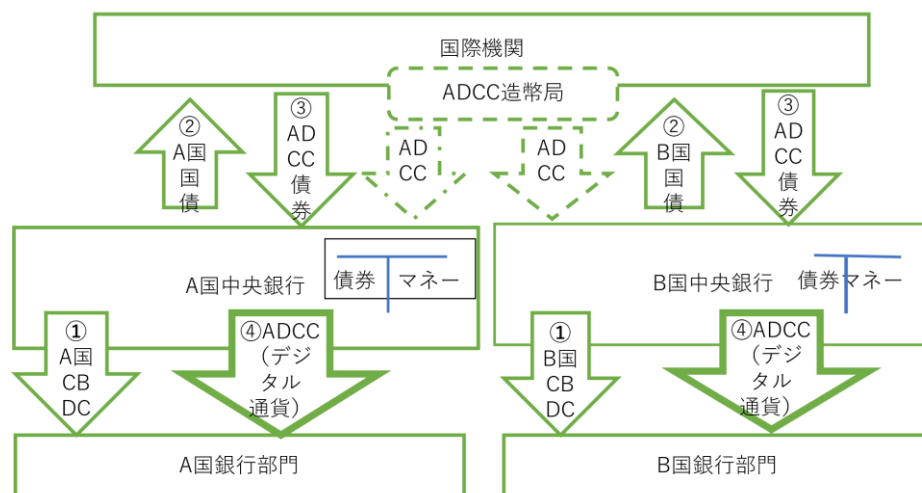 国際機関
ADCC造幣局
②
A国
国
債
③
AD
CC
債
券
AD
CC
AD
CC
②
B国
国
債
③
AD
CC
債
券
A国中央銀行
債券
マネー
B国中央銀行
債券
マネー
①
A国
CB
DC
④ADCC
(デジ
タル
通貨)
①
B国
CB
DC
④ADCC
(デジ
タル
通貨)
A国銀行部門
B国銀行部門